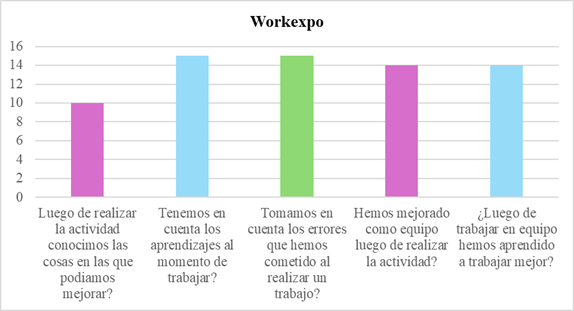 Workexpo
16
14
12
10
8
6
4
2
0
Luego de realizar
la actividad
conocimos las
cosas en las que
podiamos
mejorar?
Tenemos en
cuenta los
aprendizajes al
momento de
trabajar?
Tomamos en
cuenta los errores
que hemos
cometido al
realizar un
trabajo?
Hemos mejorado
como equipo
luego de realizar
la actividad?
¿Luego de
trabajar en equipo
hemos aprendido
a trabajar mejor?